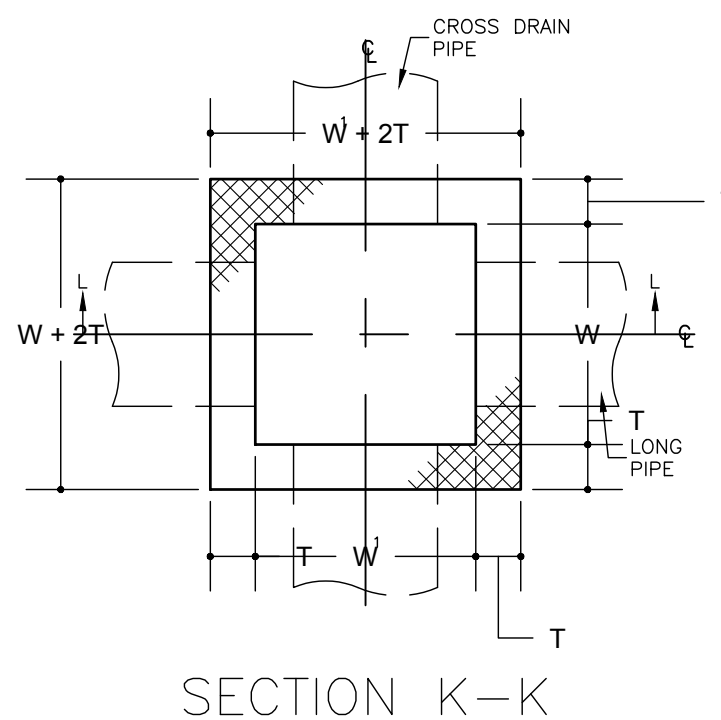 CROSS DRAIN
PIPE
℄
W¹ + 2T
L
L
W + 2T
W
℄
T
LONG
PIPE
T
W¹
T
SECTION K-K